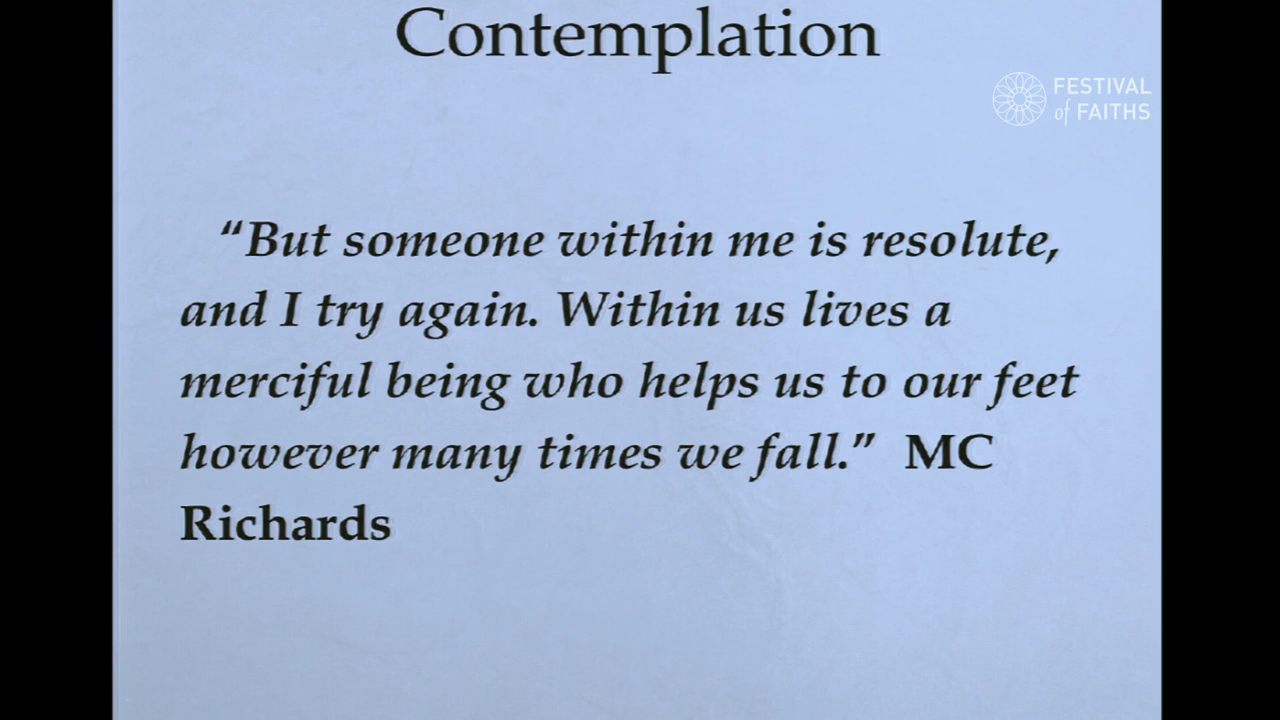 Contemplation
FESTIVAL
of FAITHS
“But someone within me is resolute,
and I try again. Within us lives a
merciful being who helps us to our feet
however many times we fall.” MC
Richards